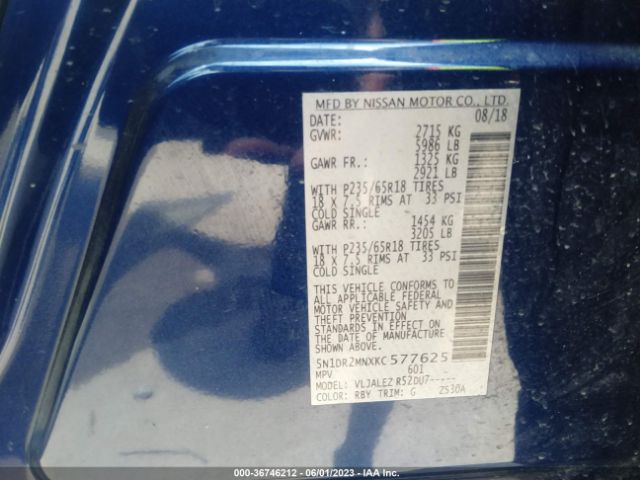 MFD BY NISSAN MOTOR CO., LTD.
DATE: 08/18
GVWR: 2715 KG
5986 LB
GAWR FR.: 1325 KG
2921 LB
WITH P235/65R18 TIRES
18 X 7.5 RIMS AT 33 PSI
COLD SINGLE
GAWR RR.: 1454 KG
3205 LB
WITH P235/65R18 TIRES
18 X 7.5 RIMS AT 33 PSI
COLD SINGLE
THIS VEHICLE CONFORMS TO
ALL APPLICABLE FEDERAL
MOTOR VEHICLE SAFETY AND
THEFT PREVENTION
STANDARDS IN EFFECT ON
THE DATE OF MANUFACTURE
SHOWN ABOVE.
5N1DR2MNXKC577625
MPV 601
MODEL: VLJALEZ R52DU7-----
COLOR: RBY TRIM: G ZS30A
000-36746212 - 06/01/2023 - IAA Inc.